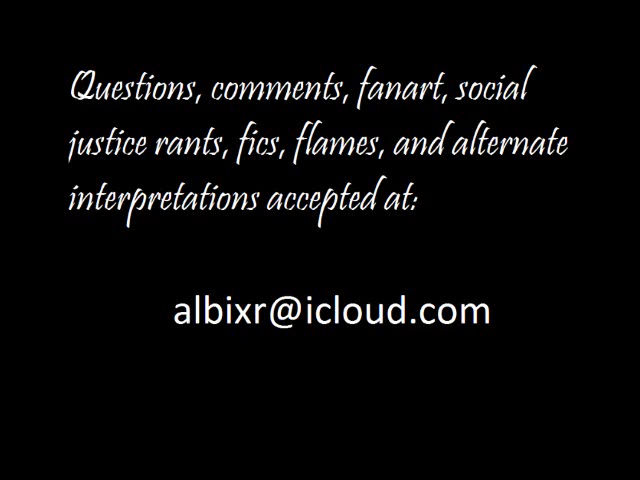 Questions, comments, fanart, social
justice rants, fics, flames, and alternate
interpretations accepted at:
albixr@icloud.com